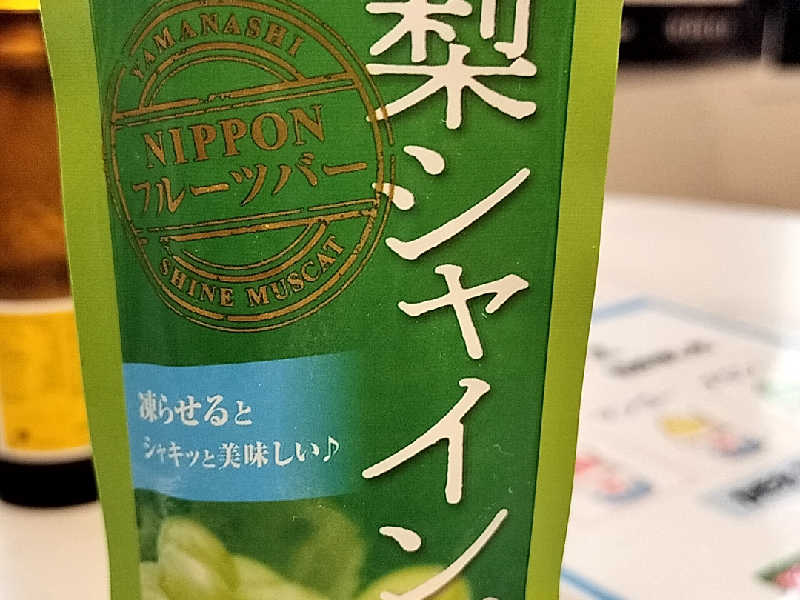 梨シャイン
YAMANASHI
NIPPON
フルーツバー
SHINE MUSCAT
凍らせると
シャキッと美味しい♪